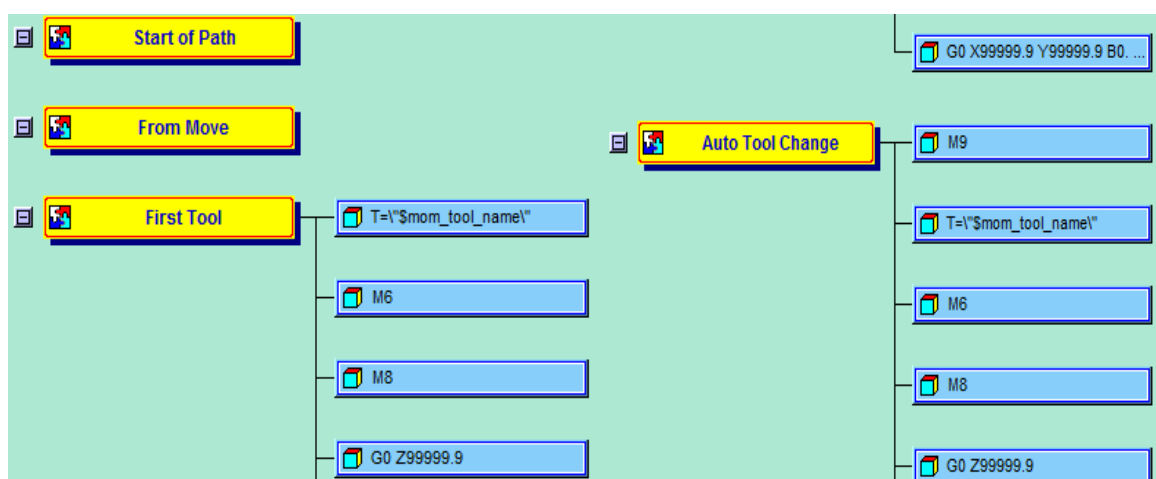 Start of Path
From Move
First Tool
T=\"$mom_tool_name\"
M6
M8
G0 Z99999.9
G0 X99999.9 Y99999.9 B0. ...
Auto Tool Change
M9
T=\"$mom_tool_name\"
M6
M8
G0 Z99999.9